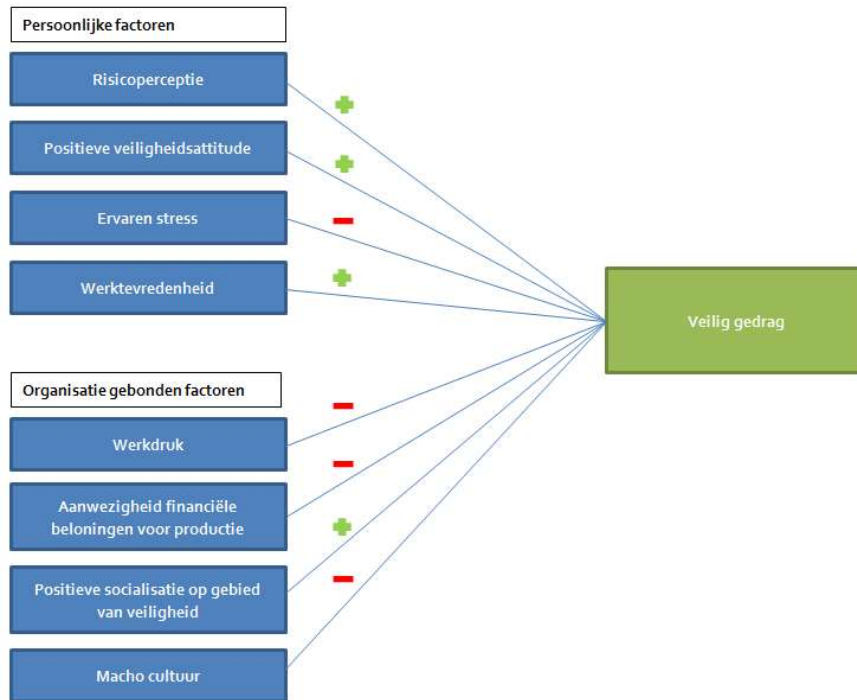 Persoonlijke factoren
Risicoperceptie
Positieve veiligheidsattitude
Ervaren stress
Werktevredenheid
Veilig gedrag
Organisatie gebonden factoren
Werkdruk
Aanwezigheid financiële
beloningen voor productie
Positieve socialisatie op gebied
van veiligheid
Macho cultuur